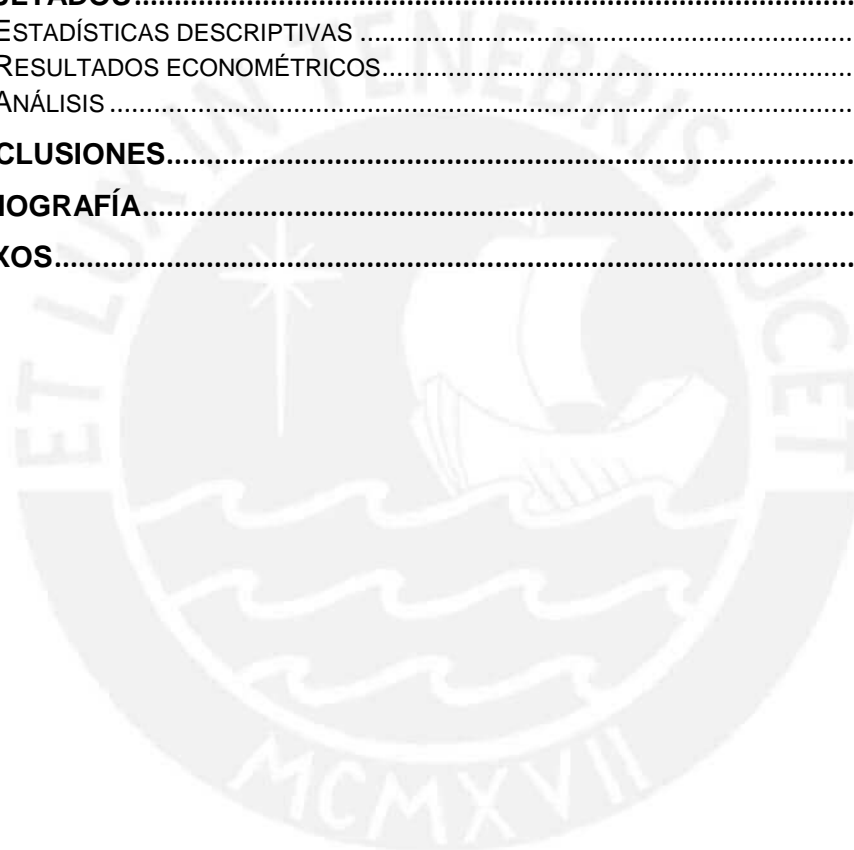 ULTADOS
ESTADÍSTICAS DESCRIPTIVAS
RESULTADOS ECONOMÉTRICOS
ANÁLISIS
CLUSIONES
IOGRAFÍA
XOS
ET LUX IN TENEBRIS LUCET
MCMXVII